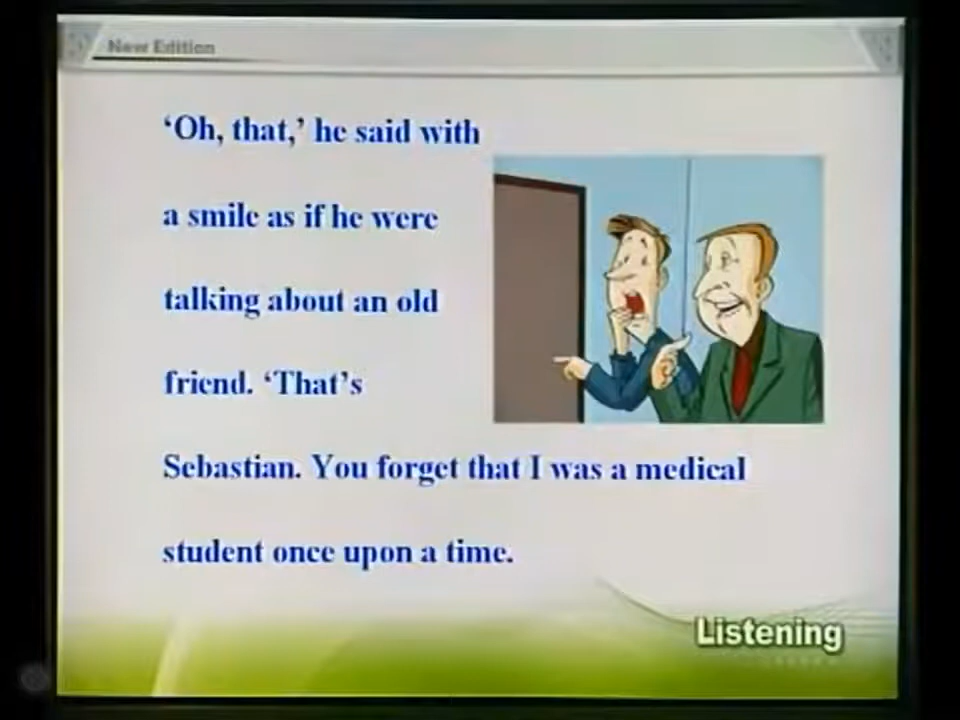 New Edition
‘Oh, that,’ he said with
a smile as if he were
talking about an old
friend. ‘That’s
Sebastian. You forget that I was a medical
student once upon a time.
Listening